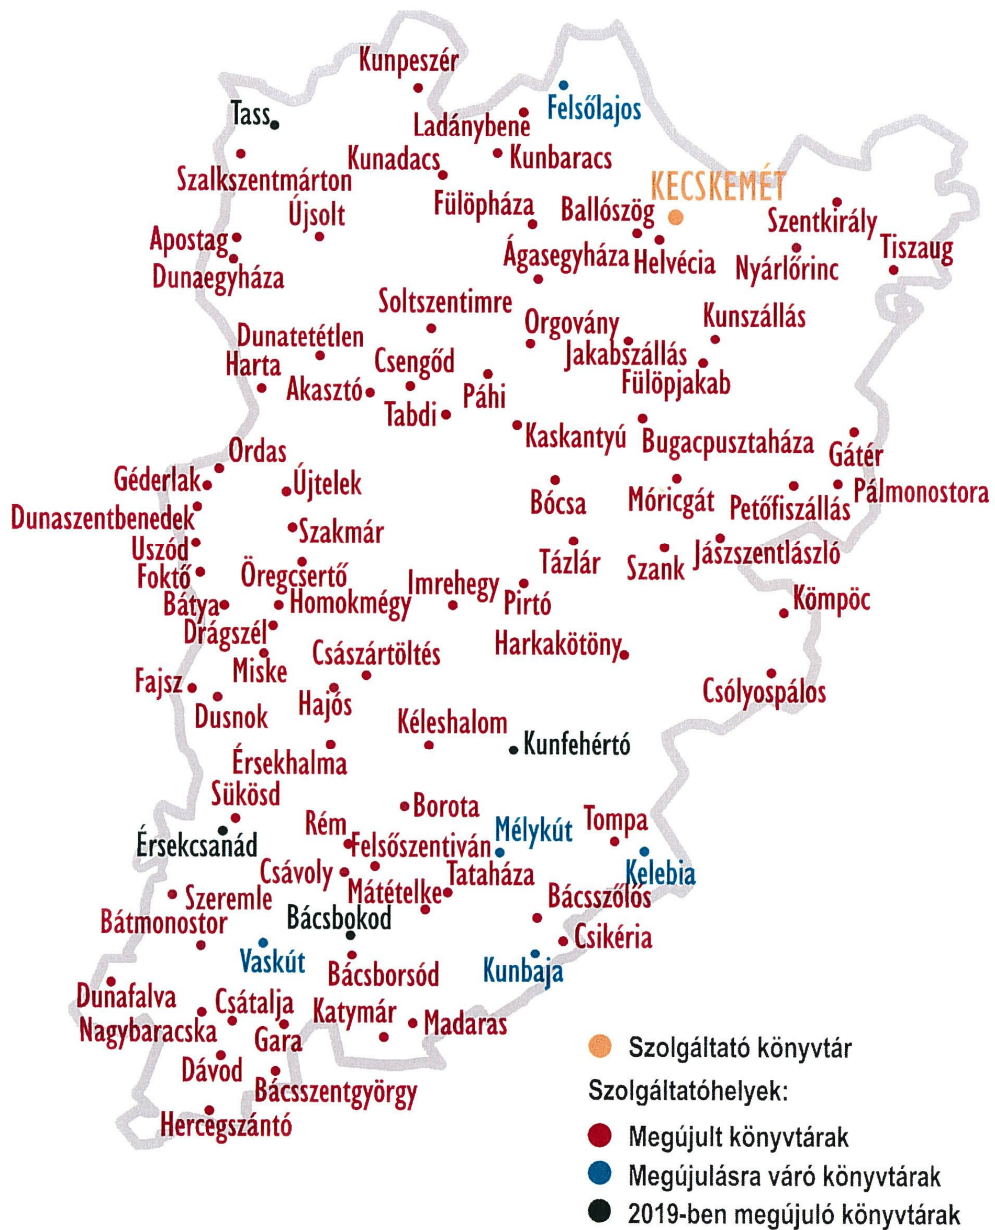 Kunpeszér
Felsőlajos
Tass
Ladánybene
Kunadacs
Kunbaracs
Szalkszentmárton
KECSKEMÉT
Fülöpháza
Ballószög
Szentkirály
Újsolt
Apostag
Ágasegyháza
Helvécia
Nyárlőrinc
Tiszaug
Dunaegyháza
Soltszentimre
Orgovány
Kunszállás
Dunatetétlen
Jakabszállás
Harta
Csengőd
Fülöpjakab
Akasztó
Páhi
Tabdi
Kaskantyú
Bugacpusztaháza
Gátér
Ordas
Géderlak
Újtelek
Bócsa
Móricgát
Petőfiszállás
Pálmonostora
Dunaszentbenedek
Szakmár
Uszód
Tázlár
Szank
Jászszentlászló
Foktő
Öregcsertő
Imrehegy
Pirtó
Bátya
Homokmégy
Kömpöc
Drágszél
Harkakötöny
Miske
Császártöltés
Fajsz
Csólyospálos
Dusnok
Hajós
Kéleshalom
Kunfehértó
Érsekhalma
Sükösd
Borota
Rém
Mélykút
Tompa
Érsekcsanád
Felsőszentiván
Csávoly
Tataháza
Kelebia
Szeremle
Mátételke
Bácsszőlős
Bátmonostor
Bácsbokod
Csikéria
Vaskút
Bácsborsód
Kunbaja
Dunafalva
Csátalja
Katymár
Nagybaracska
Gara
Madaras
Dávod
Bácsszentgyörgy
Hercegszántó
Szolgáltató könyvtár
Szolgáltatóhelyek:
Megújult könyvtárak
Megújulásra váró könyvtárak
2019-ben megújuló könyvtárak